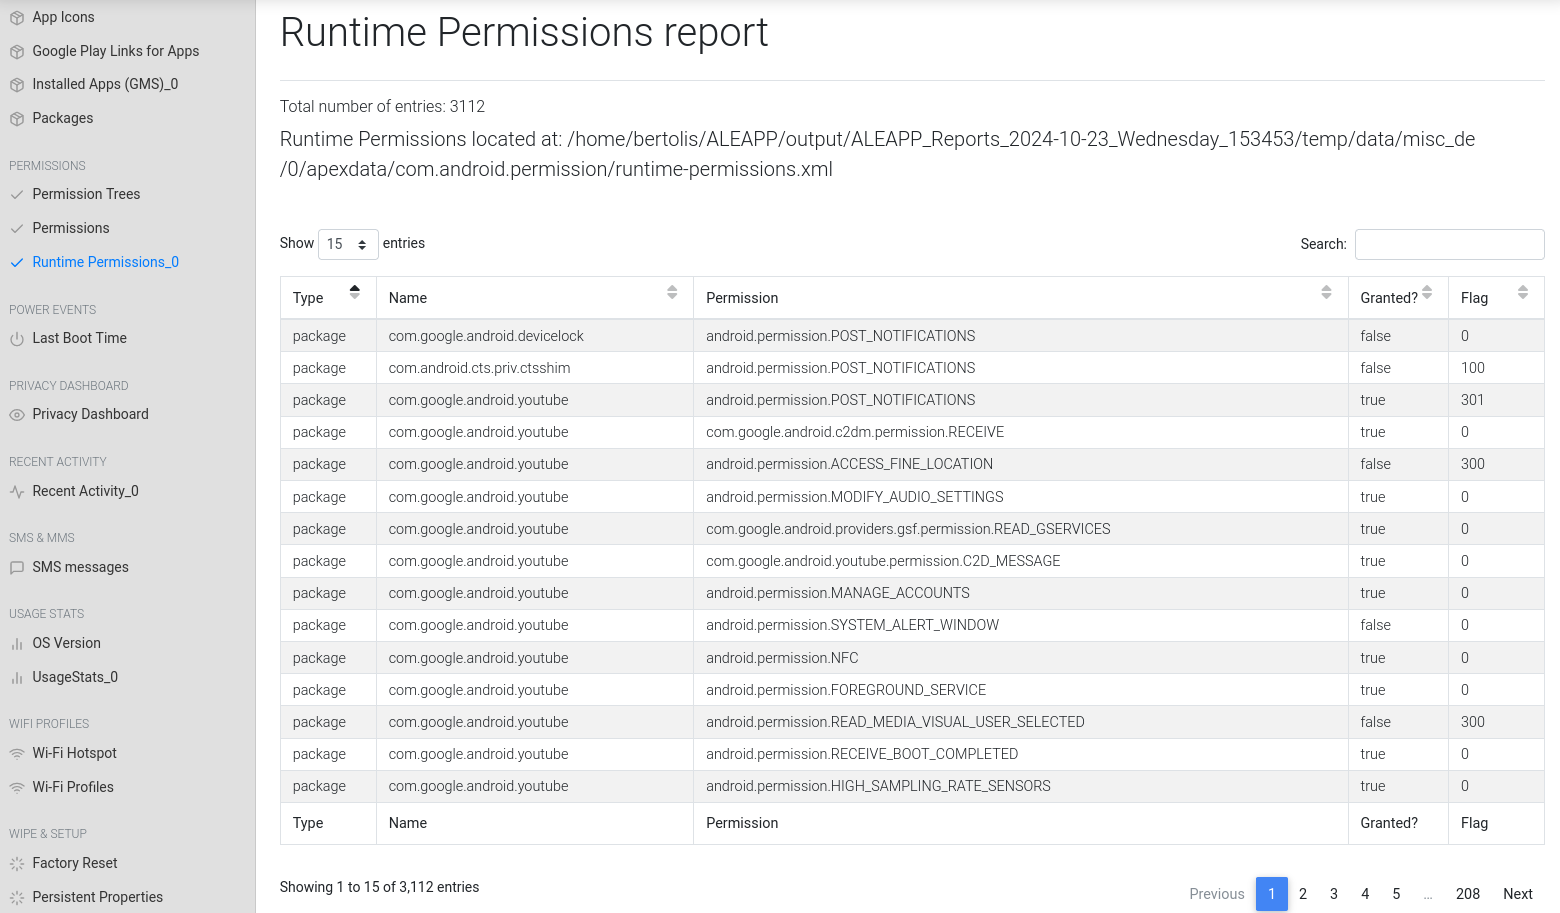 App Icons
Google Play Links for Apps
Installed Apps (GMS)_0
Packages
PERMISSIONS
Permission Trees
Permissions
Runtime Permissions_0
POWER EVENTS
Last Boot Time
PRIVACY DASHBOARD
Privacy Dashboard
RECENT ACTIVITY
Recent Activity_0
SMS & MMS
SMS messages
USAGE STATS
OS Version
UsageStats_0
WIFI PROFILES
Wi-Fi Hotspot
Wi-Fi Profiles
WIPE & SETUP
Factory Reset
Persistent Properties
Runtime Permissions report
Total number of entries: 3112
Runtime Permissions located at: /home/bertolis/ALEAPP/output/ALEAPP_Reports_2024-10-23_Wednesday_153453/temp/data/misc_de
/0/apexdata/com.android.permission/runtime-permissions.xml
Show 15 entries Search:
Type Name Permission Granted? Flag
package com.google.android.devicelock android.permission.POST_NOTIFICATIONS false 0
package com.android.cts.priv.ctsshim android.permission.POST_NOTIFICATIONS false 100
package com.google.android.youtube android.permission.POST_NOTIFICATIONS true 301
package com.google.android.youtube com.google.android.c2dm.permission.RECEIVE true 0
package com.google.android.youtube android.permission.ACCESS_FINE_LOCATION false 300
package com.google.android.youtube android.permission.MODIFY_AUDIO_SETTINGS true 0
package com.google.android.youtube com.google.android.providers.gsf.permission.READ_GSERVICES true 0
package com.google.android.youtube com.google.android.youtube.permission.C2D_MESSAGE true 0
package com.google.android.youtube android.permission.MANAGE_ACCOUNTS true 0
package com.google.android.youtube android.permission.SYSTEM_ALERT_WINDOW false 0
package com.google.android.youtube android.permission.NFC true 0
package com.google.android.youtube android.permission.FOREGROUND_SERVICE true 0
package com.google.android.youtube android.permission.READ_MEDIA_VISUAL_USER_SELECTED false 300
package com.google.android.youtube android.permission.RECEIVE_BOOT_COMPLETED true 0
package com.google.android.youtube android.permission.HIGH_SAMPLING_RATE_SENSORS true 0
Type Name Permission Granted? Flag
Showing 1 to 15 of 3,112 entries Previous 1 2 3 4 5 … 208 Next